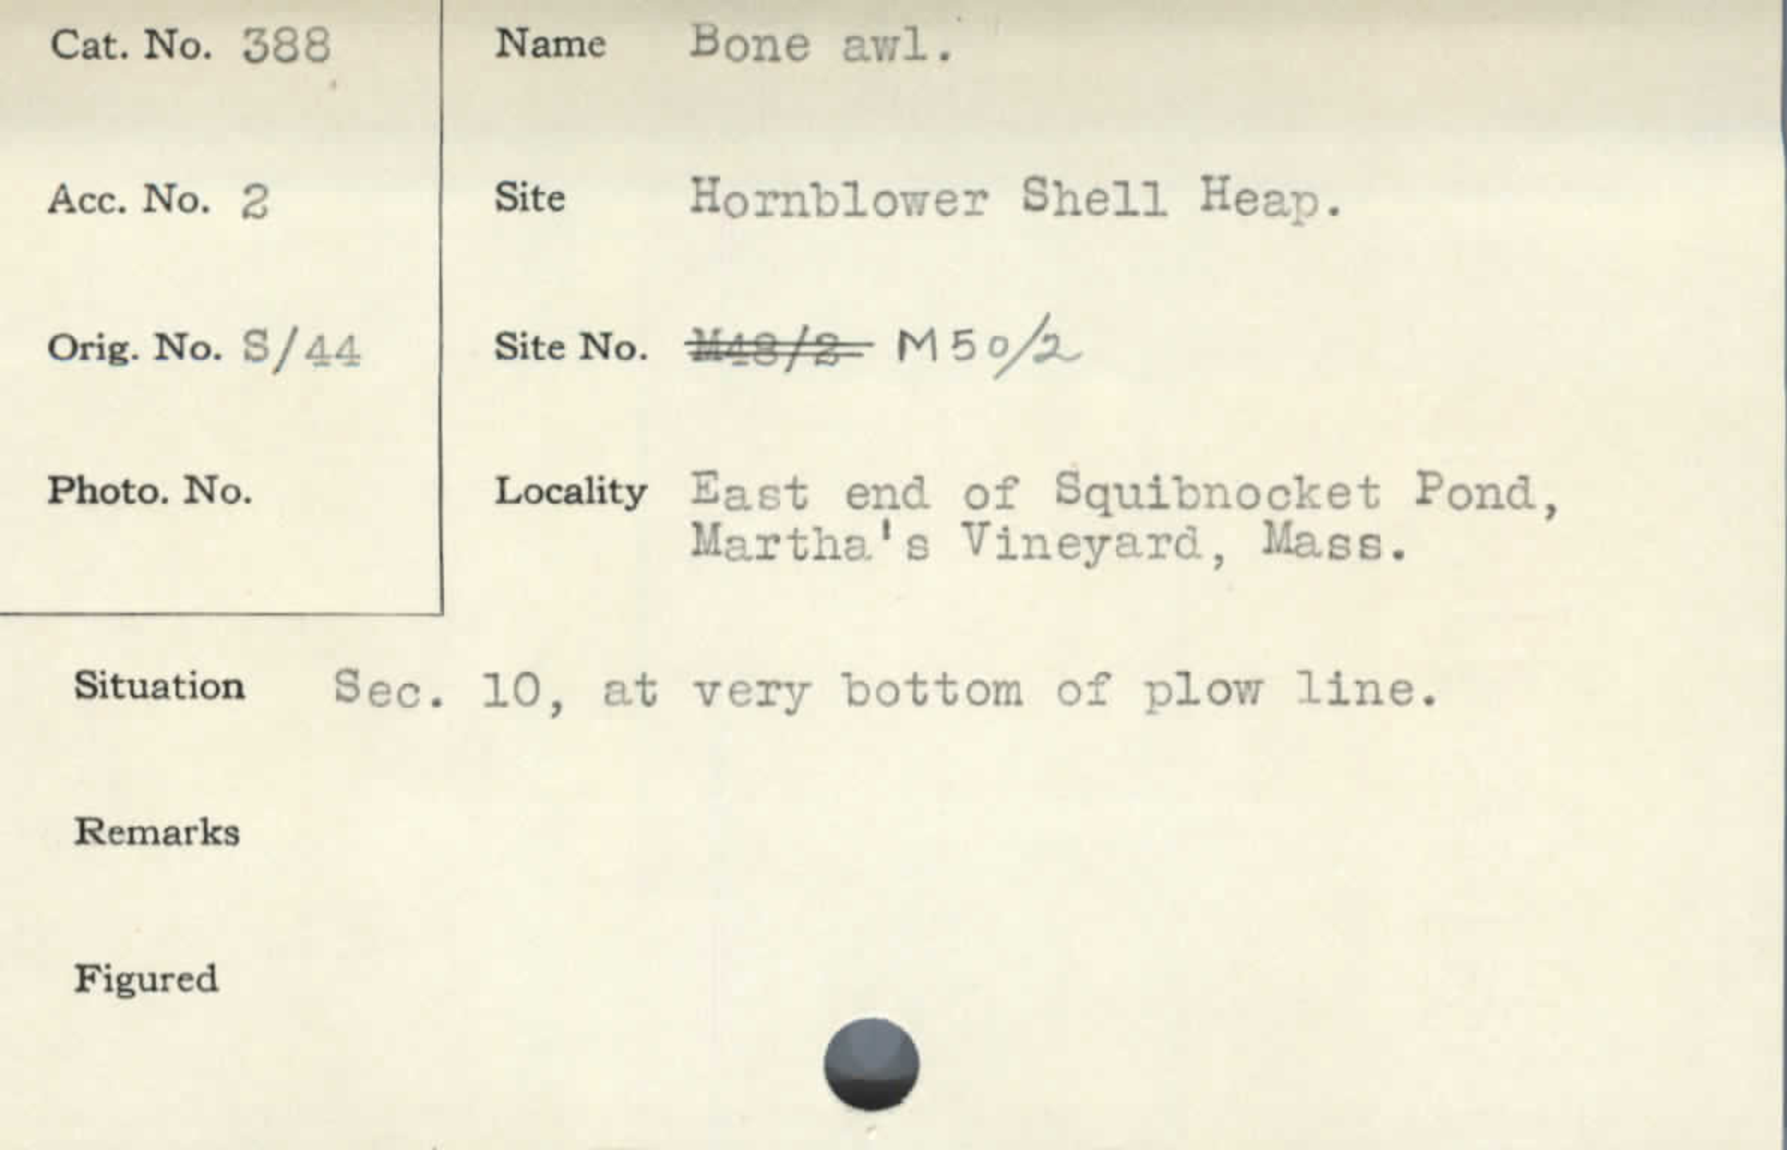 Cat. No. 388
Name Bone awl.
Acc. No. 2
Site Hornblower Shell Heap.
Orig. No. S/44
Site No. M48/2 M50/2
Photo. No.
Locality East end of Squibnocket Pond,
Martha's Vineyard, Mass.
Situation Sec. 10, at very bottom of plow line.
Remarks
Figured